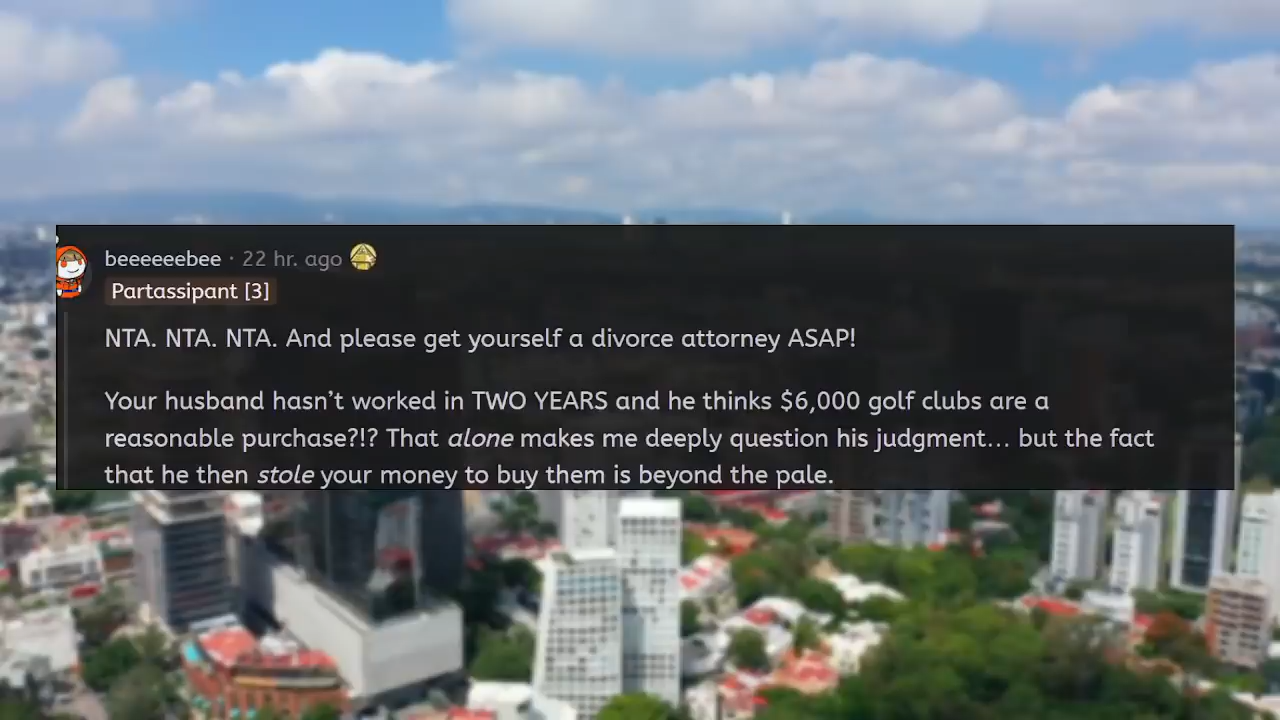 beeeeebee · 22 hr. ago
Partassipant [3]
NTA. NTA. NTA. And please get yourself a divorce attorney ASAP!
Your husband hasn’t worked in TWO YEARS and he thinks $6,000 golf clubs are a
reasonable purchase?!? That alone makes me deeply question his judgment... but the fact
that he then stole your money to buy them is beyond the pale.